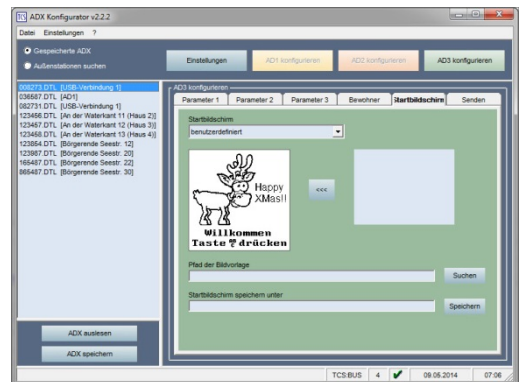 TCS ADX Konfigurator v2.2.2
Datei Einstellungen ?
Gespeicherte ADX
Außenstationen suchen
Einstellungen
AD1 konfigurieren
AD2 konfigurieren
AD3 konfigurieren
008273.DTL [USB-Verbindung 1]
036587.DTL [AD1]
082731.DTL [USB-Verbindung 1]
123456.DTL [An der Waterkant 11 (Haus 2)]
123467.DTL [An der Waterkant 12 (Haus 3)]
123468.DTL [An der Waterkant 13 (Haus 4)]
123864.DTL [Börgerende Seestr. 12]
123987.DTL [Börgerende Seestr. 20]
165487.DTL [Börgerende Seestr. 22]
865487.DTL [Börgerende Seestr. 30]
ADX auslesen
ADX speichern
AD3 konfigurieren
Parameter 1
Parameter 2
Parameter 3
Bewohner
Startbildschirm
Senden
Startbildschirm
benutzerdefiniert
Happy
XMas!!
Willkommen
Taste drücken
<<<
Pfad der Bildvorlage
Suchen
Startbildschirm speichern unter
Speichern
TCS:BUS 4 09.05.2014 07:06